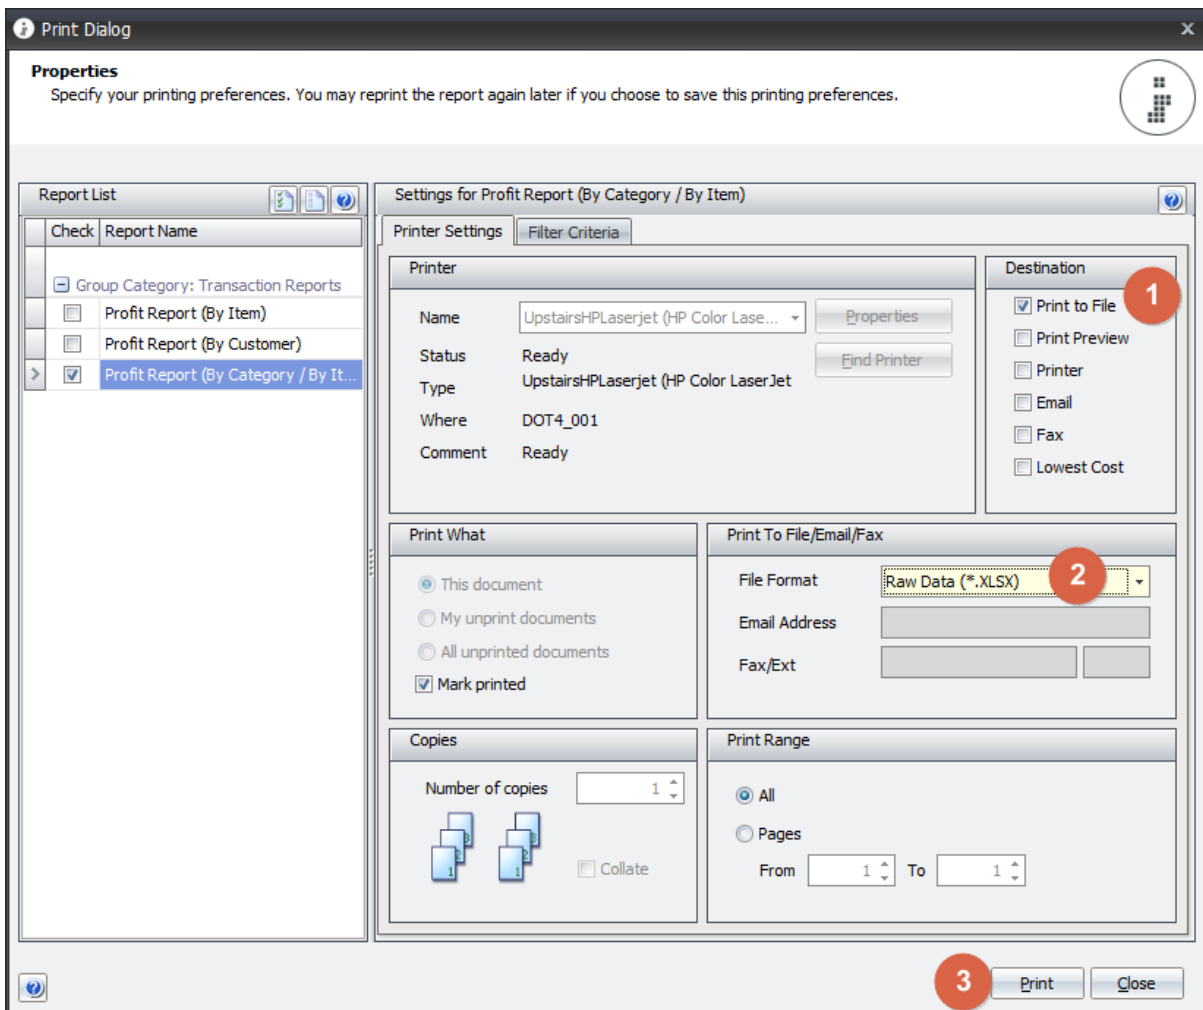 Print Dialog
x
Properties
Specify your printing preferences. You may reprint the report again later if you choose to save this printing preferences.
Report List
Check Report Name
Group Category: Transaction Reports
Profit Report (By Item)
Profit Report (By Customer)
Profit Report (By Category / By It...
Settings for Profit Report (By Category / By Item)
Printer Settings Filter Criteria
Printer
Name UpstairsHPLaserjet (HP Color Lase... Properties
Status Ready Find Printer
Type UpstairsHPLaserjet (HP Color LaserJet
Where DOT4_001
Comment Ready
Destination
Print to File 1
Print Preview
Printer
Email
Fax
Lowest Cost
Print What
This document
My unprint documents
All unprinted documents
Mark printed
Print To File/Email/Fax
File Format Raw Data (*.XLSX) 2
Email Address
Fax/Ext
Copies
Number of copies 1
3 3
2 2
1 1
Collate
Print Range
All
Pages
From 1 To 1
3 Print Close